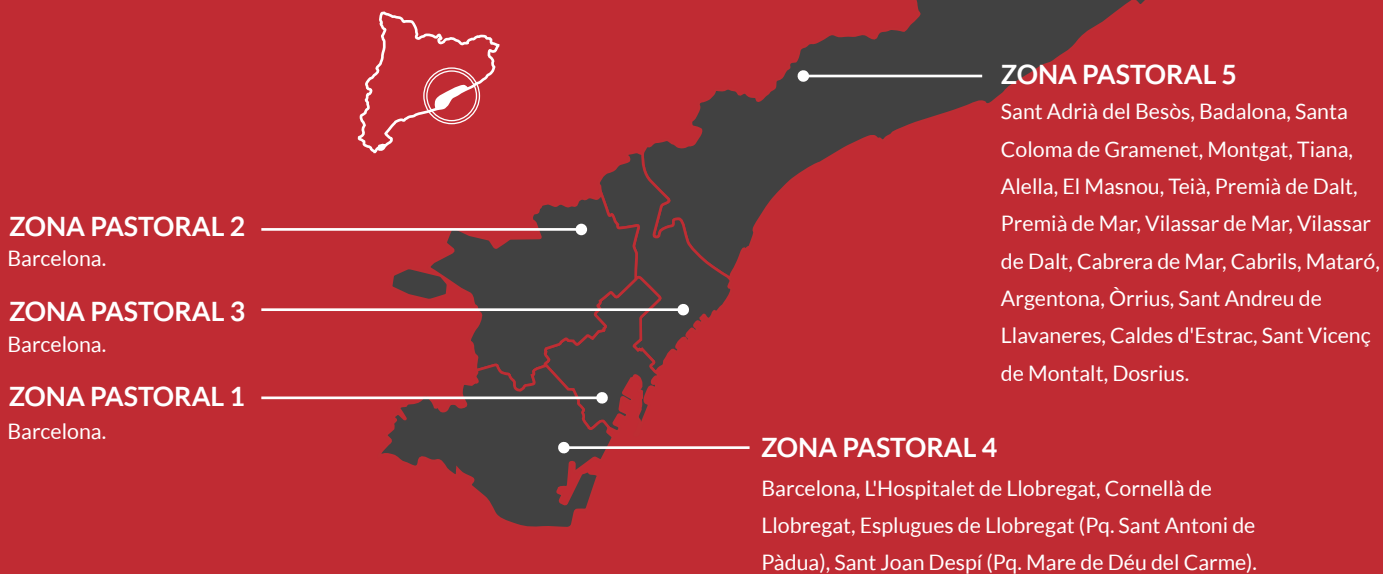 ZONA PASTORAL 5
Sant Adrià del Besòs, Badalona, Santa
Coloma de Gramenet, Montgat, Tiana,
Alella, El Masnou, Teià, Premià de Dalt,
Premià de Mar, Vilassar de Mar, Vilassar
de Dalt, Cabrera de Mar, Cabrils, Mataró,
Argentona, Òrrius, Sant Andreu de
Llavaneres, Caldes d'Estrac, Sant Vicenç
de Montalt, Dosrius.
ZONA PASTORAL 2
Barcelona.
ZONA PASTORAL 3
Barcelona.
ZONA PASTORAL 1
Barcelona.
ZONA PASTORAL 4
Barcelona, L'Hospitalet de Llobregat, Cornellà de
Llobregat, Esplugues de Llobregat (Pq. Sant Antoni de
Pàdua), Sant Joan Despí (Pq. Mare de Déu del Carme).